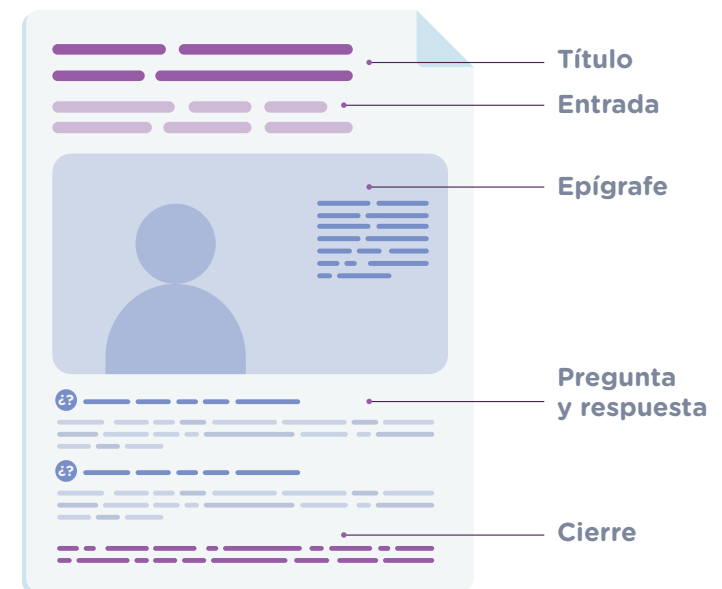 Título
Entrada
Epígrafe
Pregunta
y respuesta
¿?
¿?
Cierre